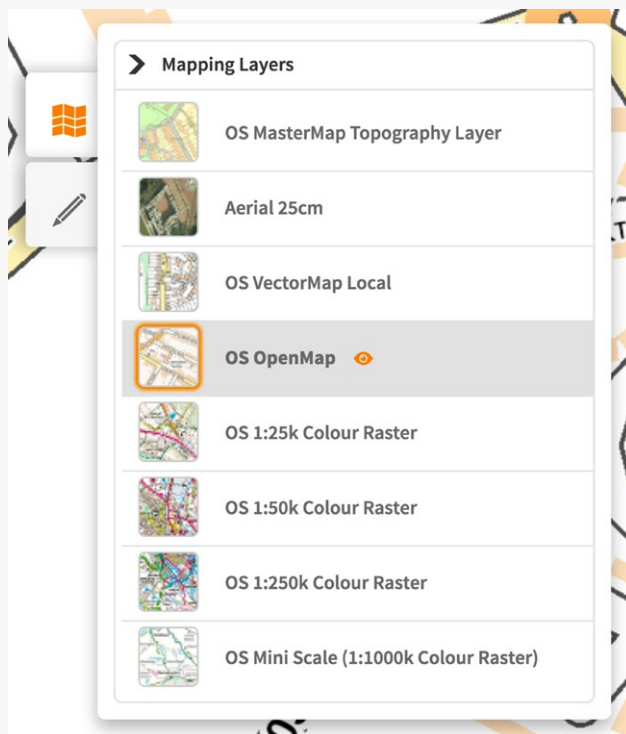 Mapping Layers
OS MasterMap Topography Layer
Aerial 25cm
OS VectorMap Local
OS OpenMap
OS 1:25k Colour Raster
OS 1:50k Colour Raster
OS 1:250k Colour Raster
OS Mini Scale (1:1000k Colour Raster)